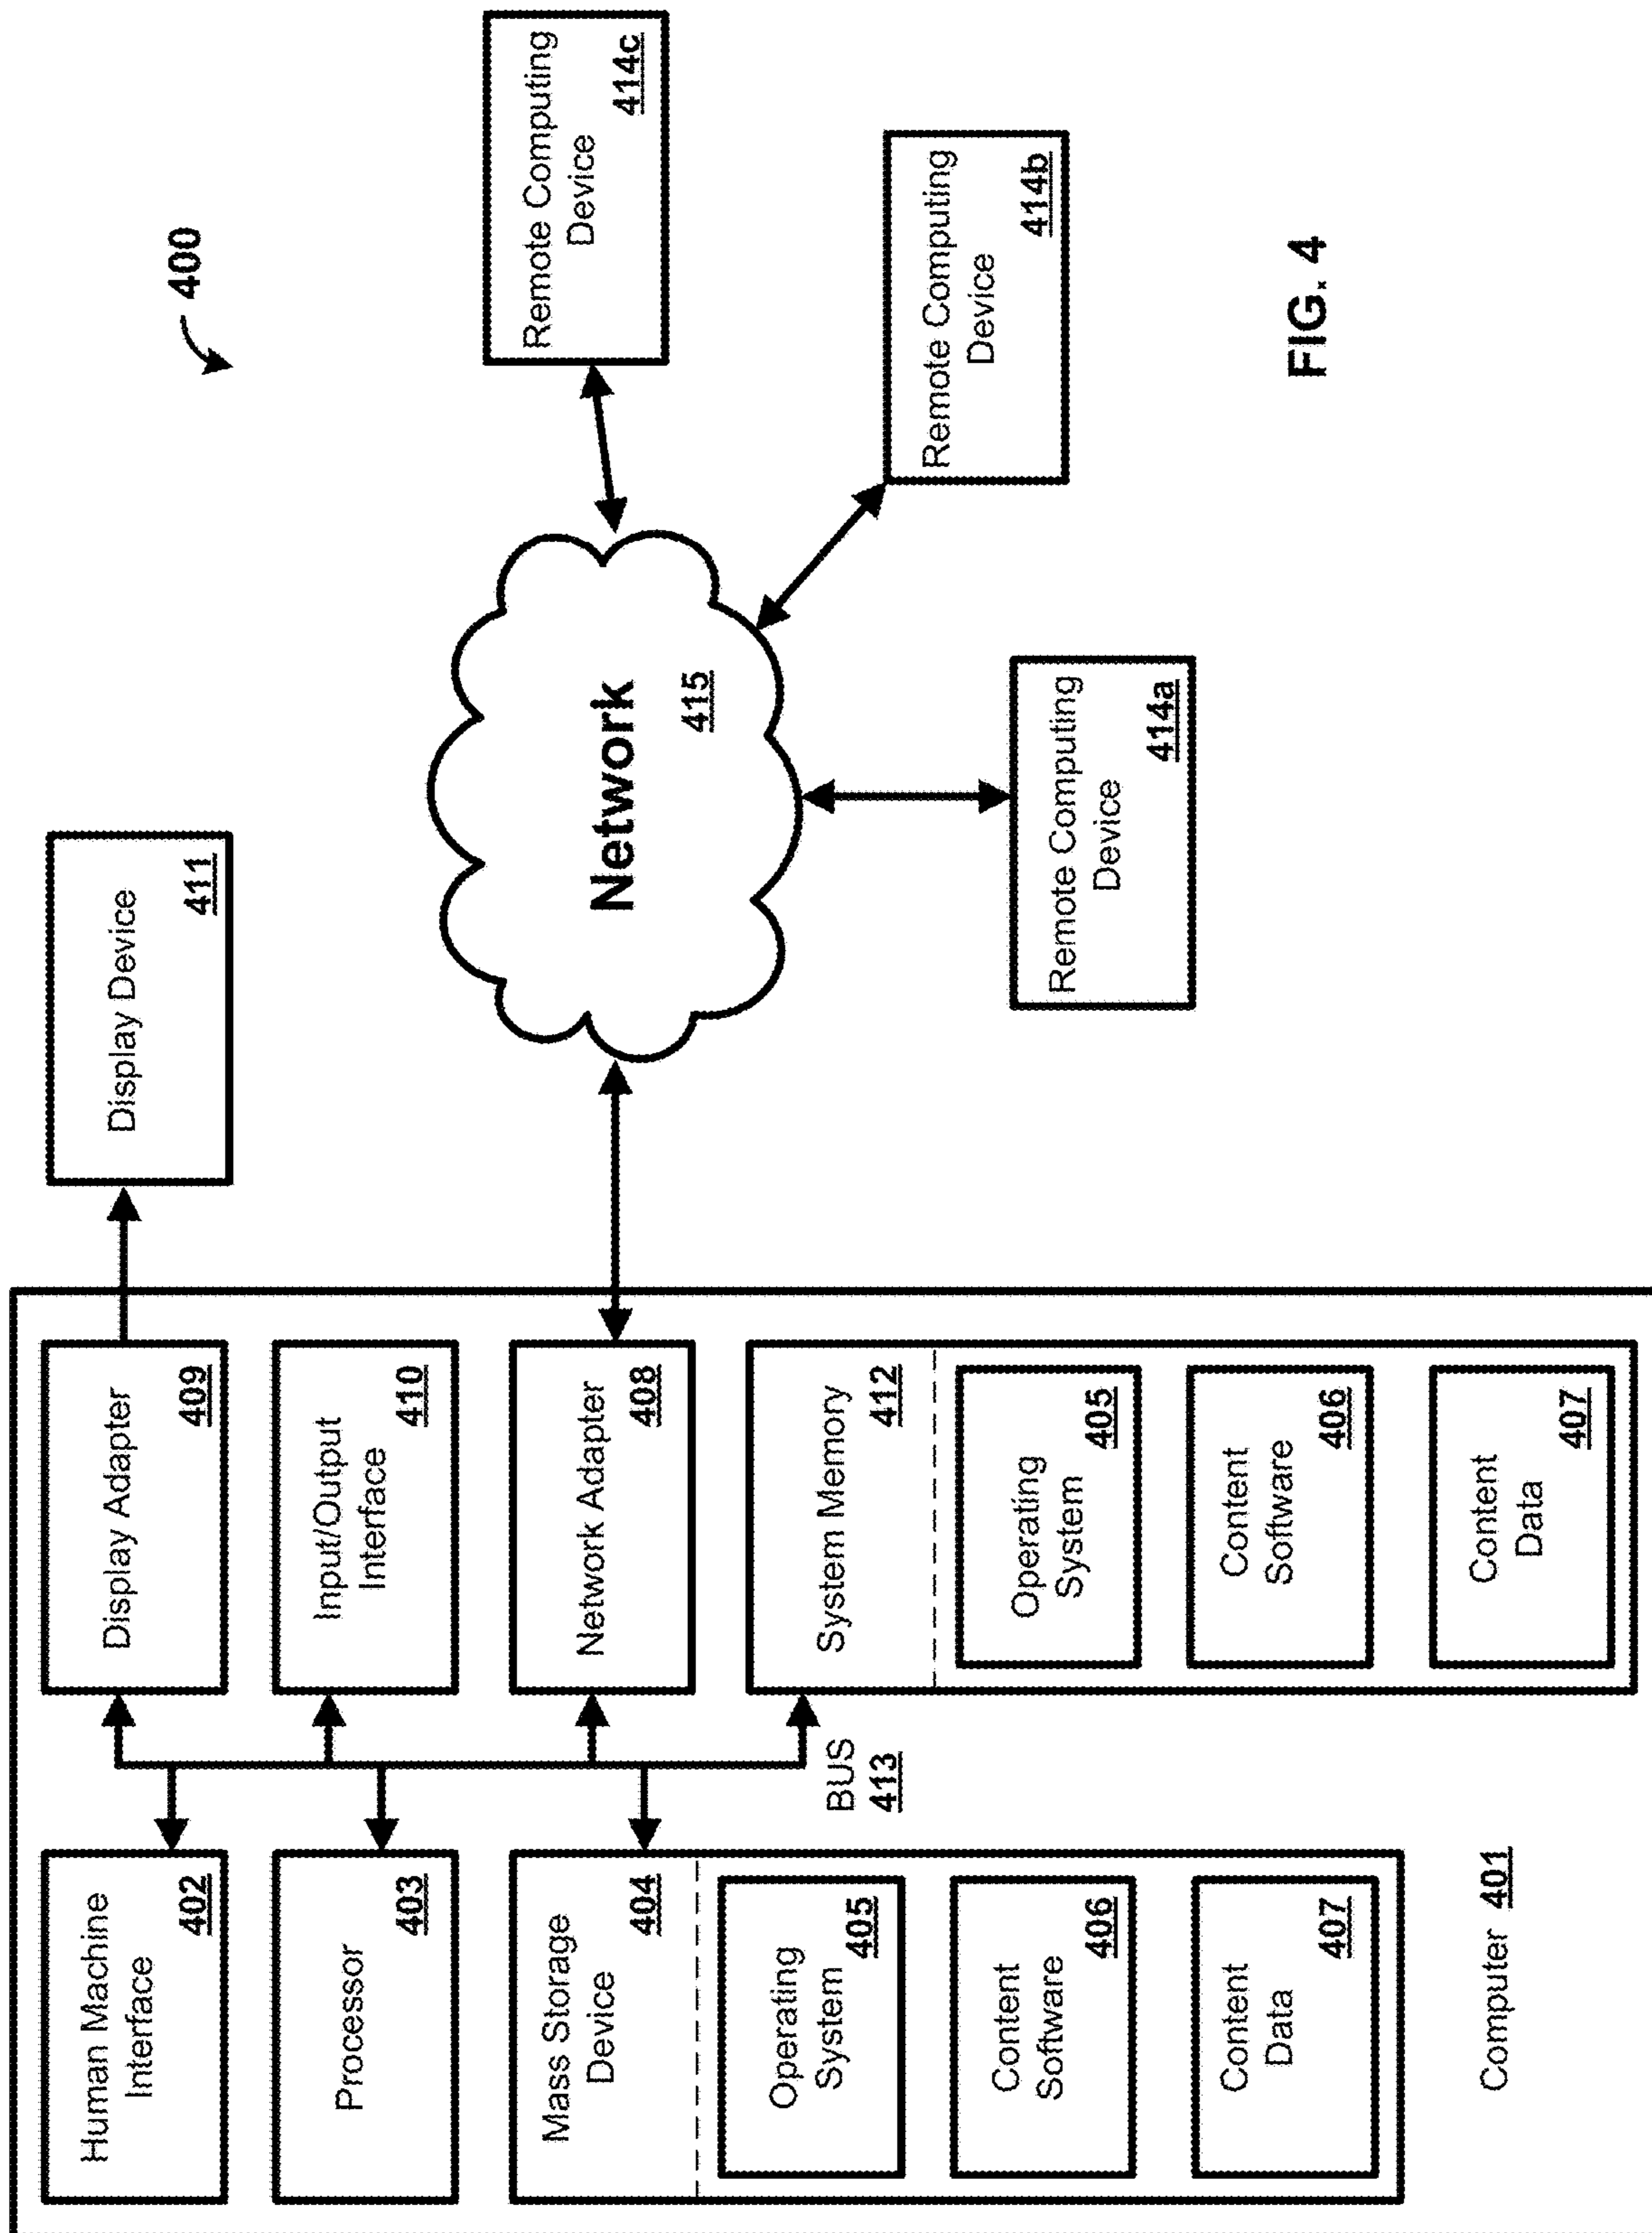 400
Human Machine
Interface
402
Processor
403
Mass Storage
Device
404
Operating
System
405
Content
Software
406
Content
Data
407
Computer 401
BUS
413
Display Adapter
409
Input/Output
Interface
410
Network Adapter
408
System Memory
412
Operating
System
405
Content
Software
406
Content
Data
407
Display Device
411
Network
415
Remote Computing
Device
414a
Remote Computing
Device
414b
Remote Computing
Device
414c
FIG. 4